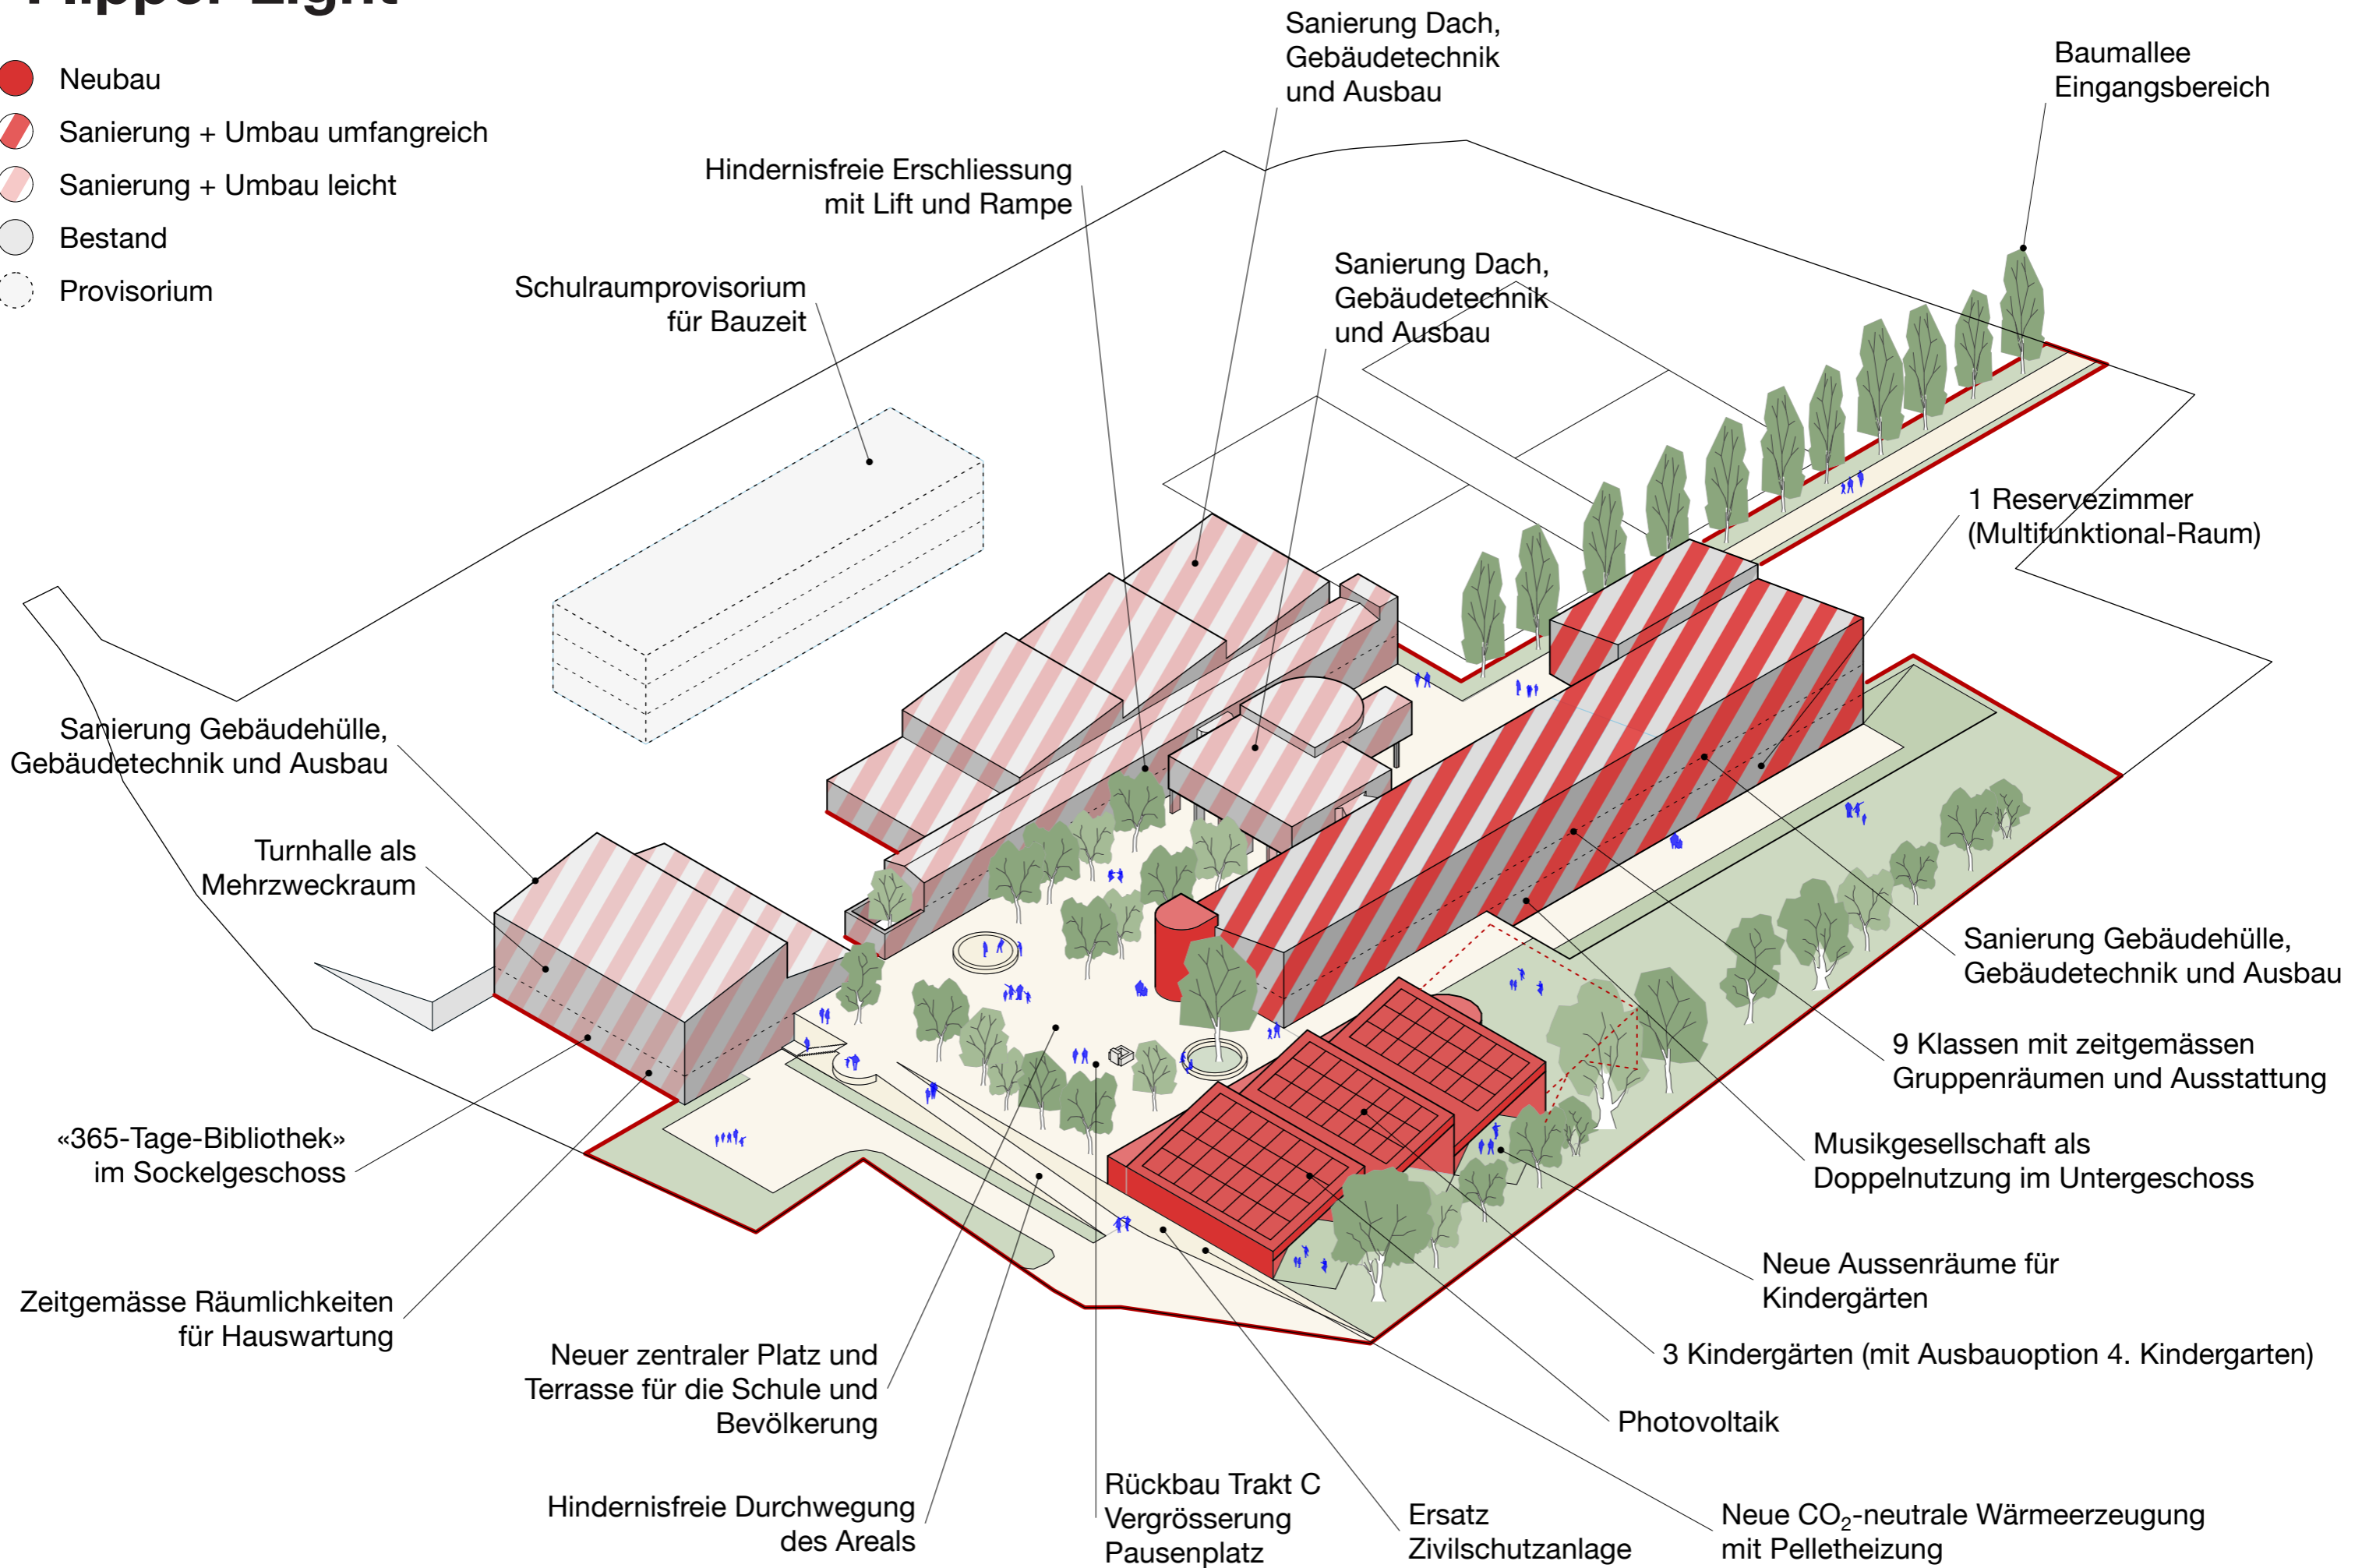 Neubau
Sanierung + Umbau umfangreich
Sanierung + Umbau leicht
Bestand
Provisorium
Sanierung Dach,
Gebäudetechnik
und Ausbau
Baumallee
Eingangsbereich
Hindernisfreie Erschliessung
mit Lift und Rampe
Sanierung Dach,
Gebäudetechnik
und Ausbau
Schulraumprovisorium
für Bauzeit
1 Reservezimmer
(Multifunktional-Raum)
Sanierung Gebäudehülle,
Gebäudetechnik und Ausbau
Turnhalle als
Mehrzweckraum
«365-Tage-Bibliothek»
im Sockelgeschoss
Zeitgemässe Räumlichkeiten
für Hauswartung
Neuer zentraler Platz und
Terrasse für die Schule und
Bevölkerung
Hindernisfreie Durchwegung
des Areals
Rückbau Trakt C
Vergrösserung
Pausenplatz
Ersatz
Zivilschutzanlage
Neue CO₂-neutrale Wärmeerzeugung
mit Pelletheizung
Photovoltaik
3 Kindergärten (mit Ausbauoption 4. Kindergarten)
Neue Aussenräume für
Kindergärten
Musikgesellschaft als
Doppelnutzung im Untergeschoss
9 Klassen mit zeitgemässen
Gruppenräumen und Ausstattung
Sanierung Gebäudehülle,
Gebäudetechnik und Ausbau